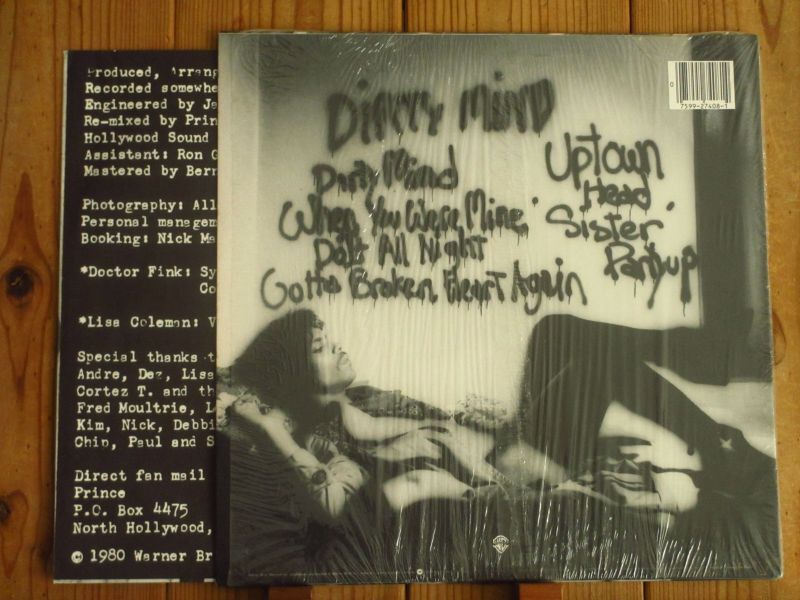 Produced, Arrang
Recorded somewhe
Engineered by Ja
Re-mixed by Prin
Hollywood Sound
Assistant: Ron G
Mastered by Bern
Photography: All
Personal managem
Booking: Nick Ma
*Doctor Fink: Sy
Co
*Lisa Coleman: V
Special thanks t
Andre, Dez, Lisa
Cortez T. and th
Fred Moultrie, L
Kim, Nick, Debbi
Chip, Paul and S
Direct fan mail
Prince
P.O. Box 4475
North Hollywood,
© 1980 Warner Br
Dirty Mind
Dirty Mind
When You Were Mine,
Do It All Night
Gotta Broken Heart Again
Uptown
Head,
Sister,
Partyup
0
7599-27408-1